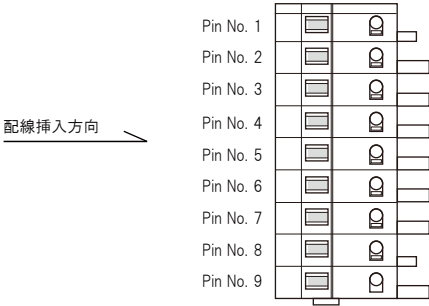 Pin No. 1
Pin No. 2
Pin No. 3
配線挿入方向
Pin No. 4
Pin No. 5
Pin No. 6
Pin No. 7
Pin No. 8
Pin No. 9